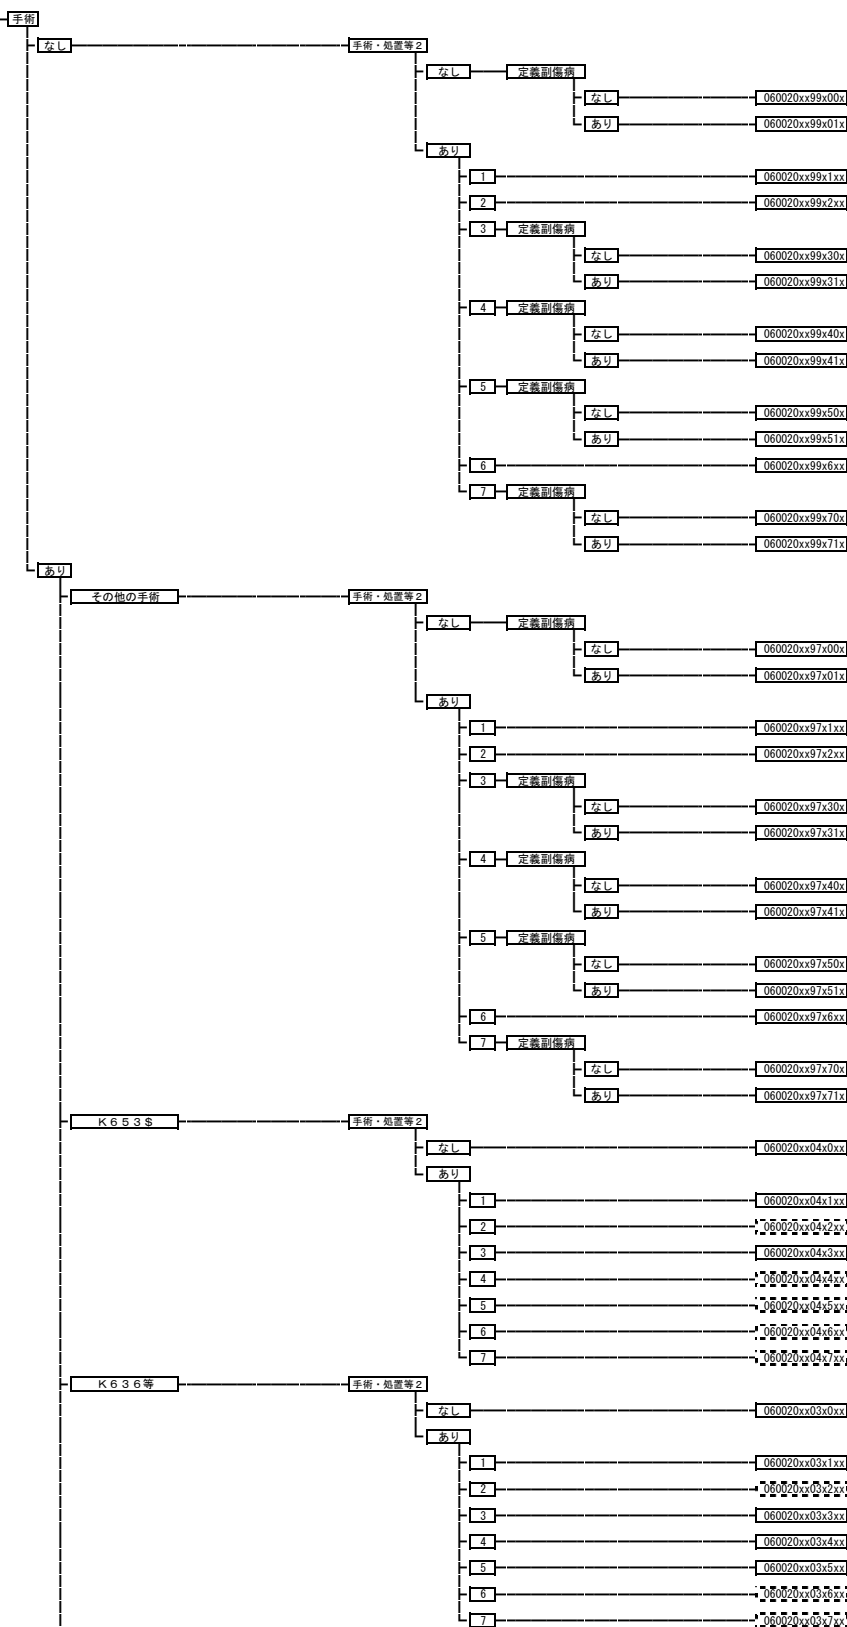 手術
なし 手術・処置等2
なし 定義副傷病
なし 060020xx99x00x
あり 060020xx99x01x
あり
1 060020xx99x1xx
2 060020xx99x2xx
3 定義副傷病
なし 060020xx99x30x
あり 060020xx99x31x
4 定義副傷病
なし 060020xx99x40x
あり 060020xx99x41x
5 定義副傷病
なし 060020xx99x50x
あり 060020xx99x51x
6 060020xx99x6xx
7 定義副傷病
なし 060020xx99x70x
あり 060020xx99x71x
あり
その他の手術 手術・処置等2
なし 定義副傷病
なし 060020xx97x00x
あり 060020xx97x01x
あり
1 060020xx97x1xx
2 060020xx97x2xx
3 定義副傷病
なし 060020xx97x30x
あり 060020xx97x31x
4 定義副傷病
なし 060020xx97x40x
あり 060020xx97x41x
5 定義副傷病
なし 060020xx97x50x
あり 060020xx97x51x
6 060020xx97x6xx
7 定義副傷病
なし 060020xx97x70x
あり 060020xx97x71x
K653$ 手術・処置等2
なし 060020xx04x0xx
あり
1 060020xx04x1xx
2 060020xx04x2xx
3 060020xx04x3xx
4 060020xx04x4xx
5 060020xx04x5xx
6 060020xx04x6xx
7 060020xx04x7xx
K636等 手術・処置等2
なし 060020xx03x0xx
あり
1 060020xx03x1xx
2 060020xx03x2xx
3 060020xx03x3xx
4 060020xx03x4xx
5 060020xx03x5xx
6 060020xx03x6xx
7 060020xx03x7xx